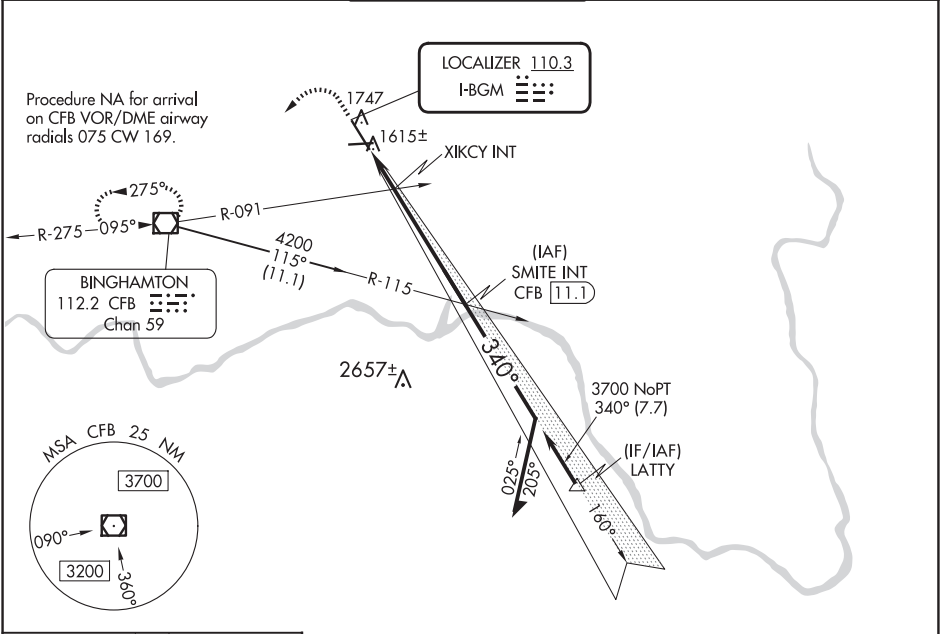 LOCALIZER 110.3
I-BGM
Procedure NA for arrival
on CFB VOR/DME airway
radials 075 CW 169.
1747
1615±
XIKCY INT
275°
R-275
095°
R-091
4200
115°
(11.1)
R-115
(IAF)
SMITE INT
CFB 11.1
BINGHAMTON
112.2 CFB
Chan 59
340°
2657±
3700 NoPT
340° (7.7)
(IF/IAF)
LATTY
025°
205°
160°
MSA CFB 25 NM
3700
090°
3200
360°